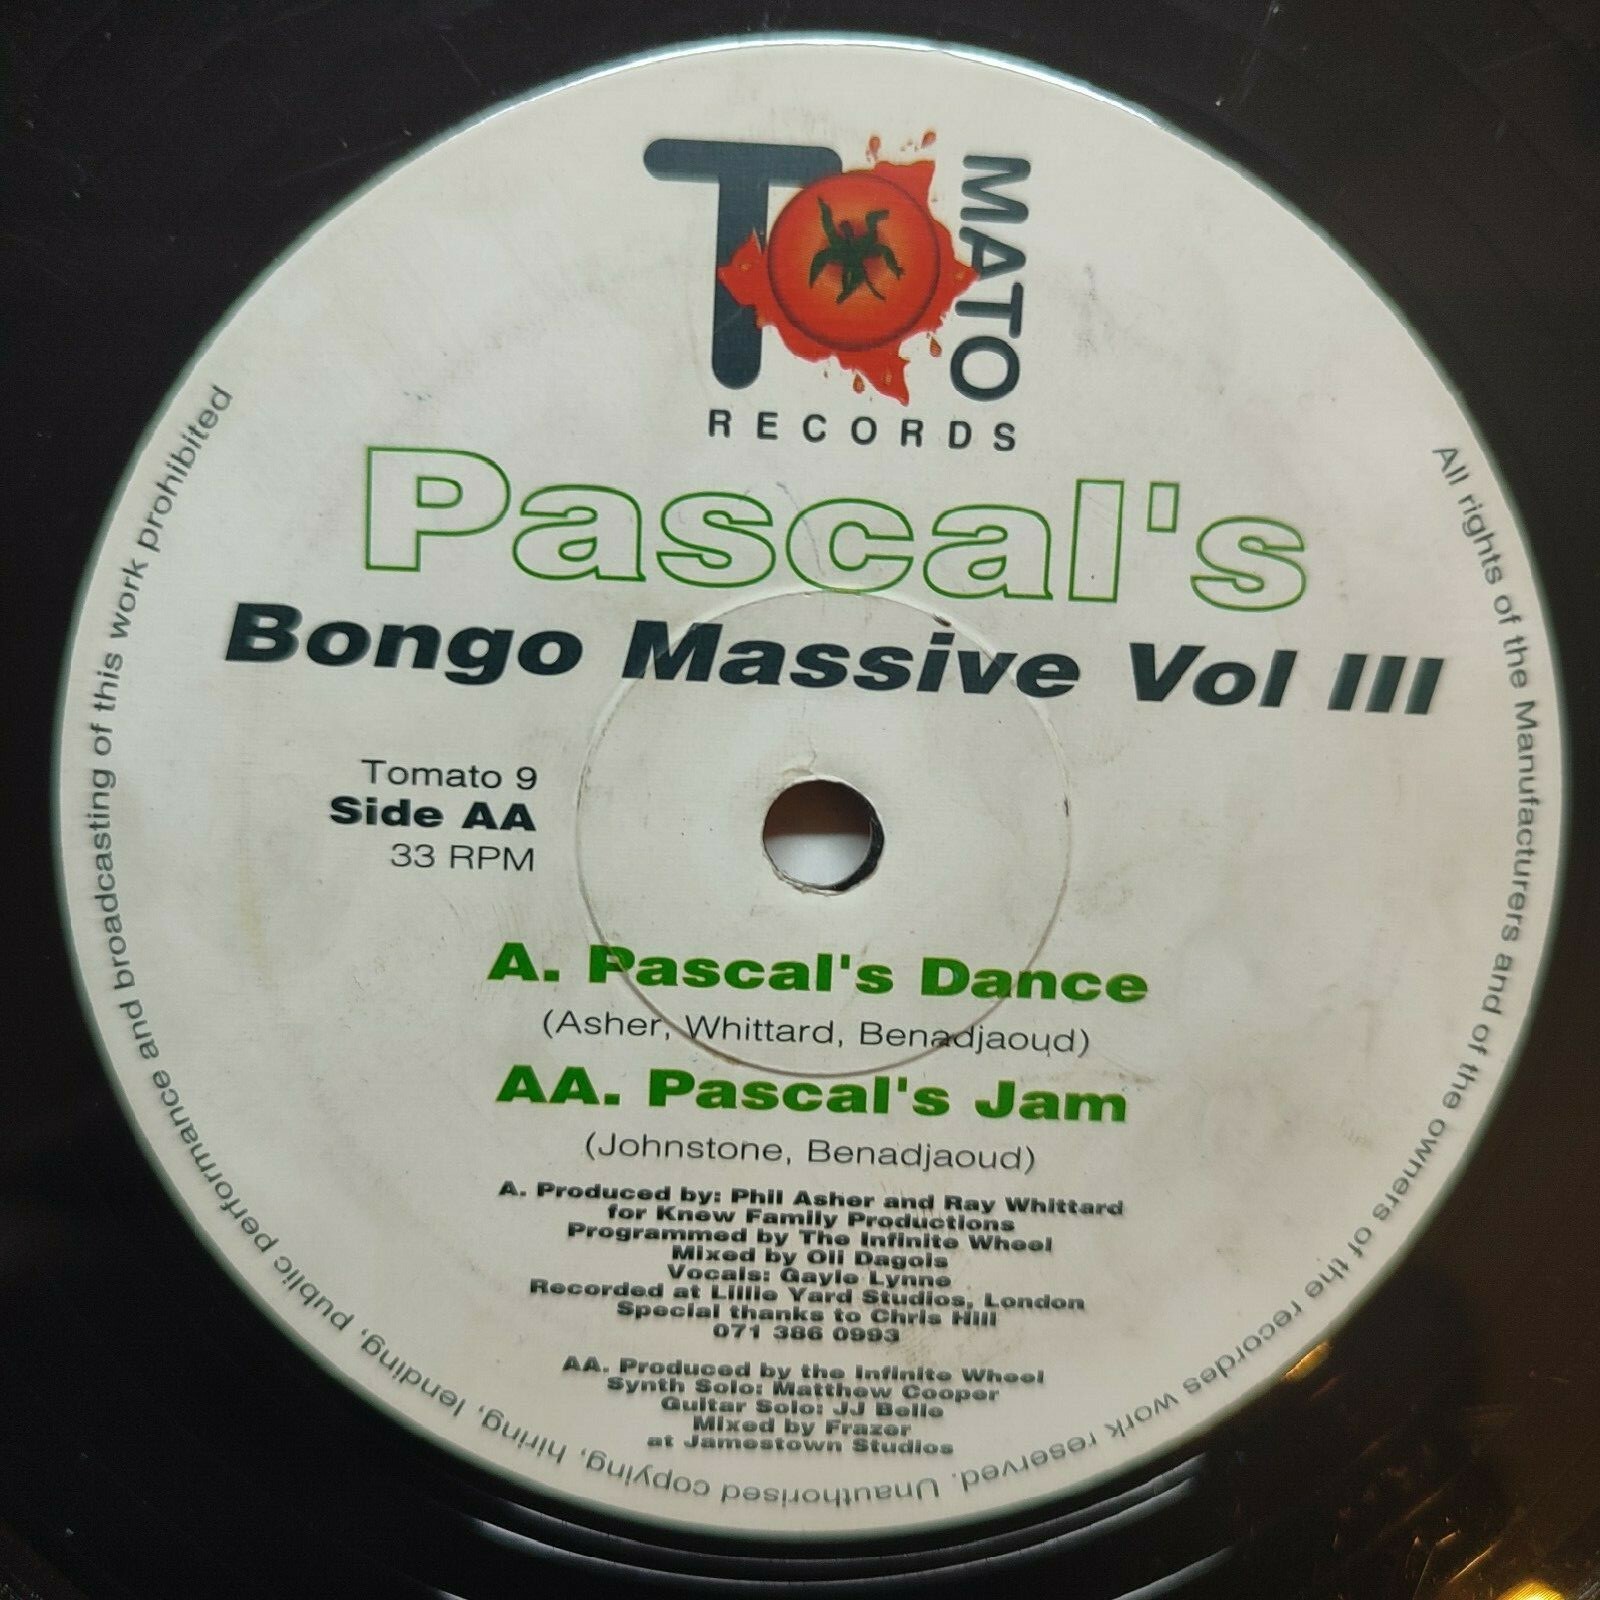 TOMATO
RECORDS
Pascal's
Bongo Massive Vol III
Tomato 9
Side AA
33 RPM
A. Pascal's Dance
(Asher, Whittard, Benadjaoud)
AA. Pascal's Jam
(Johnstone, Benadjaoud)
A. Produced by: Phil Asher and Ray Whittard
for Knew Family Productions
Programmed by The Infinite Wheel
Mixed by Oli Dagois
Vocals: Gayle Lynne
Recorded at Lillie Yard Studios, London
Special thanks to Chris Hill
071 386 0993
AA. Produced by the Infinite Wheel
Synth Solo: Matthew Cooper
Guitar Solo: JJ Belle
Mixed by Frazer
at Jamestown Studios
All rights of the Manufacturers and of the owners of the recordes work reserved. Unauthorised copying, hiring, lending, public performance and broadcasting of this work prohibited